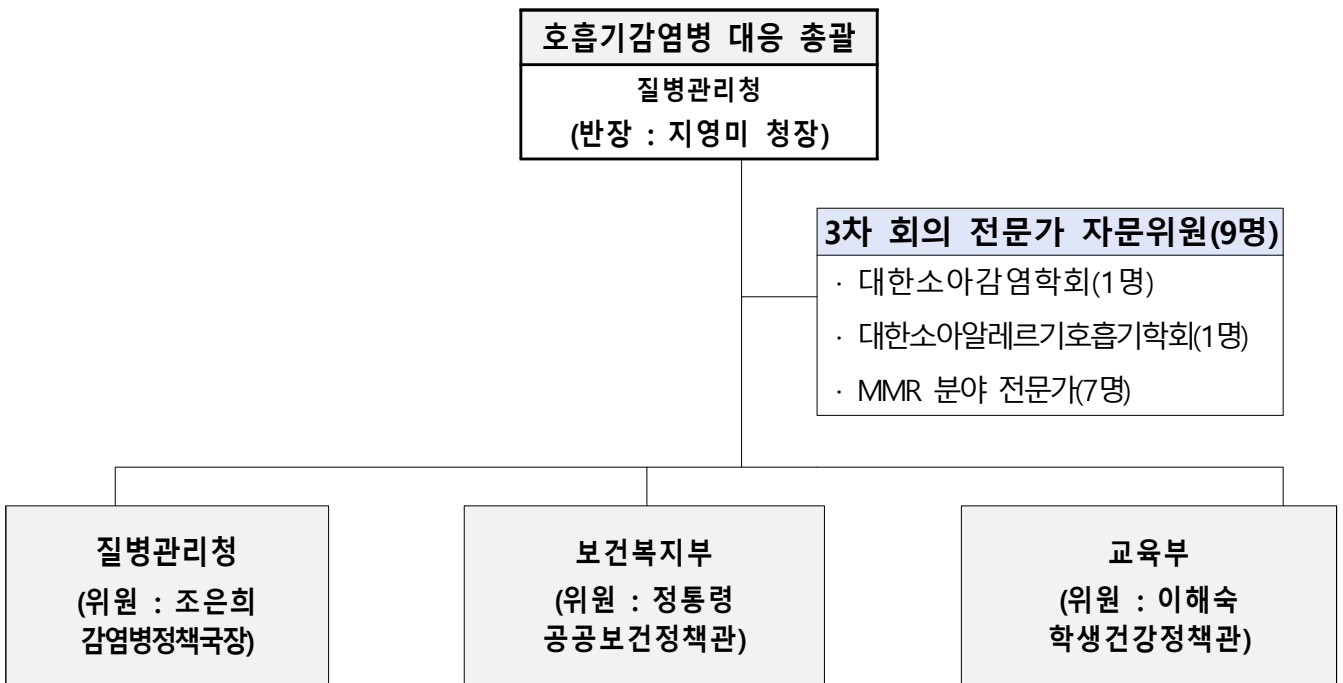 호흡기감염병 대응 총괄
질병관리청
(반장 : 지영미 청장)
3차 회의 전문가 자문위원(9명)
· 대한소아감염학회(1명)
· 대한소아알레르기호흡기학회(1명)
· MMR 분야 전문가(7명)
질병관리청
(위원 : 조은희
감염병정책국장)
보건복지부
(위원 : 정통령
공공보건정책관)
교육부
(위원 : 이해숙
학생건강정책관)